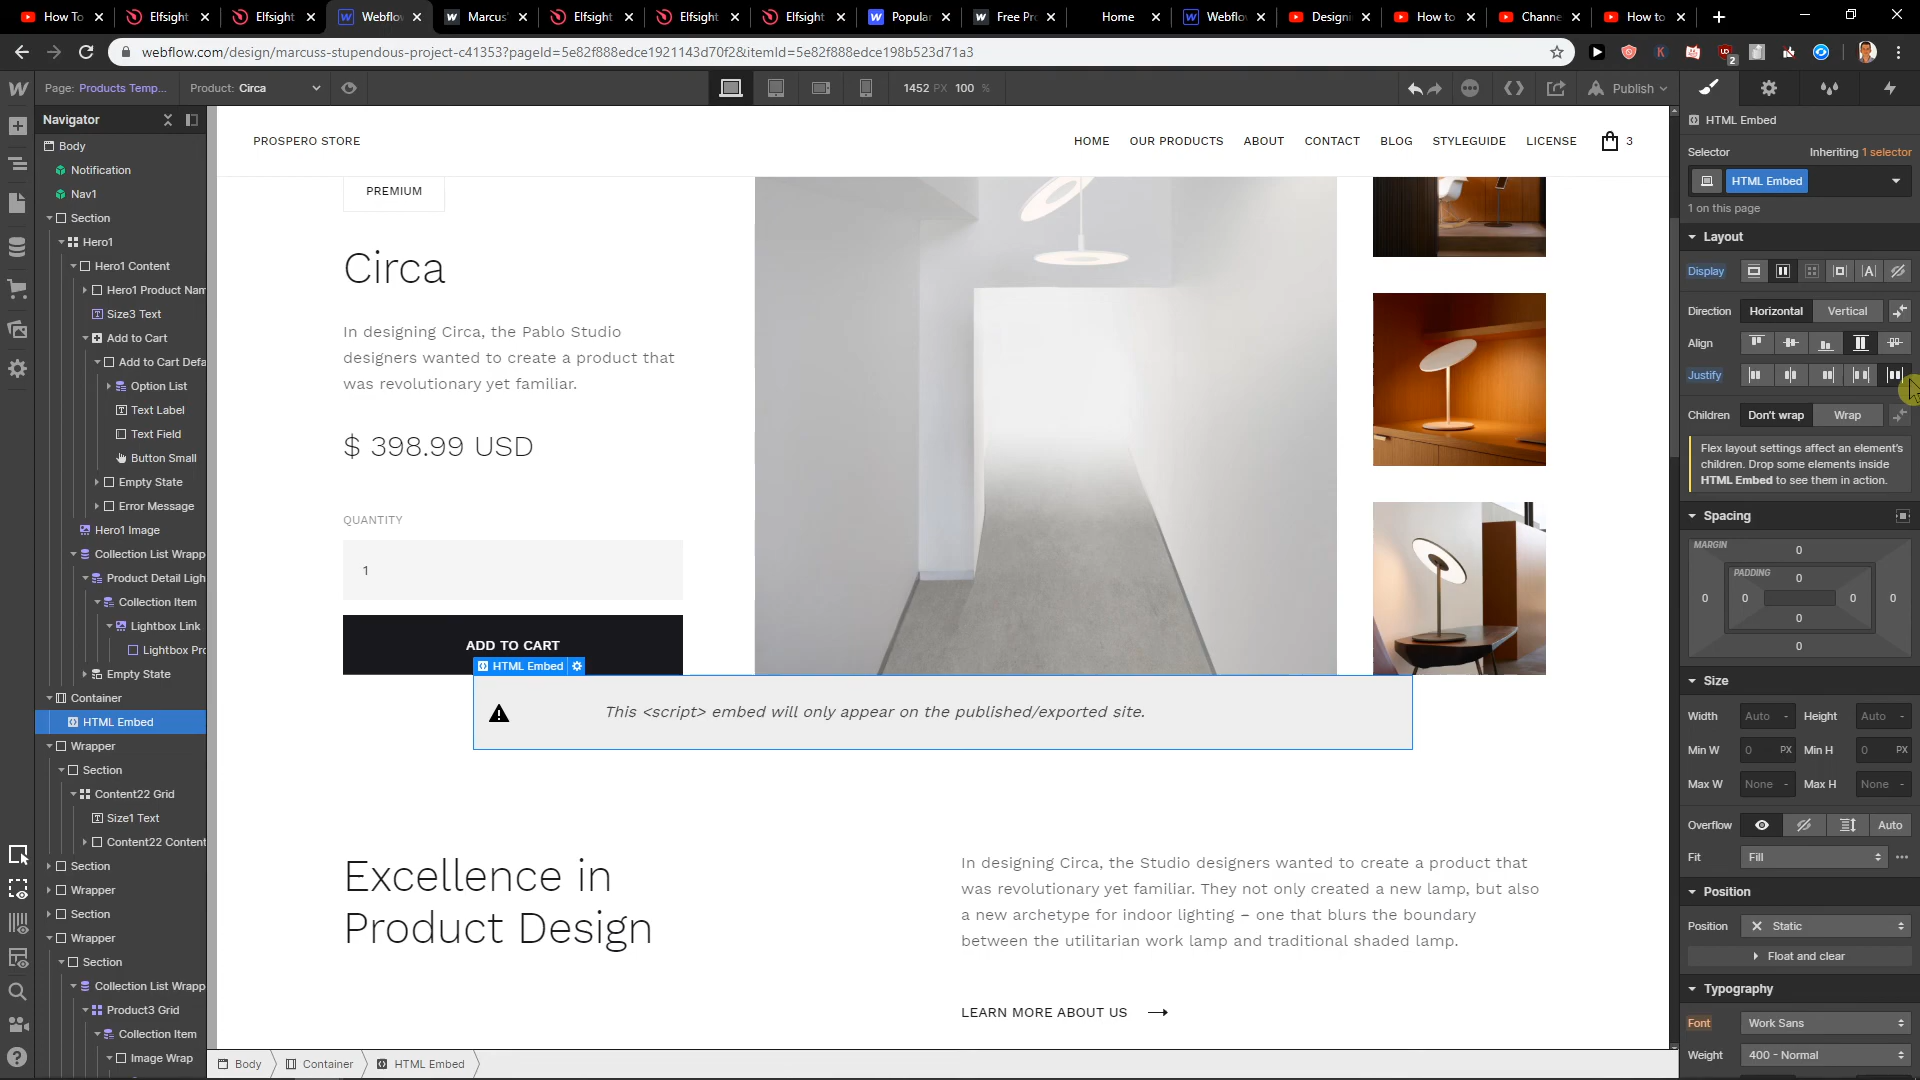 How To
Elfsight
Elfsight
Webflow
Marcus'
Elfsight
Elfsight
Elfsight
Popular
Free Pr
Home
Webflo
Design
How to
Channe
How to
webflow.com/design/marcuss-stupendous-project-c41353?pageId=5e82f888edce1921143d70f2&itemId=5e82f888edce198b523d71a3
2
Page: Products Temp...
Product: Circa
1452 PX 100 %
Publish
Navigator
Body
Notification
Nav1
Section
Hero1
Hero1 Content
Hero1 Product Nam
Size3 Text
Add to Cart
Add to Cart Defa
Option List
Text Label
Text Field
Button Small
Empty State
Error Message
Hero1 Image
Collection List Wrapp
Product Detail Ligh
Collection Item
Lightbox Link
Lightbox Pr
Empty State
Container
HTML Embed
Wrapper
Section
Content22 Grid
Size1 Text
Content22 Content
Section
Wrapper
Section
Wrapper
Section
Collection List Wrapp
Product3 Grid
Collection Item
Image Wrap
PROSPERO STORE
HOME
OUR PRODUCTS
ABOUT
CONTACT
BLOG
STYLEGUIDE
LICENSE
3
PREMIUM
Circa
In designing Circa, the Pablo Studio
designers wanted to create a product that
was revolutionary yet familiar.
$ 398.99 USD
QUANTITY
1
ADD TO CART
HTML Embed
This <script> embed will only appear on the published/exported site.
Excellence in
Product Design
In designing Circa, the Studio designers wanted to create a product that
was revolutionary yet familiar. They not only created a new lamp, but also
a new archetype for indoor lighting – one that blurs the boundary
between the utilitarian work lamp and traditional shaded lamp.
LEARN MORE ABOUT US
Body
Container
HTML Embed
HTML Embed
Selector
Inheriting 1 selector
HTML Embed
1 on this page
Layout
Display
Direction Horizontal Vertical
Align
Justify
Children Don't wrap Wrap
Flex layout settings affect an element's
children. Drop some elements inside
HTML Embed to see them in action.
Spacing
MARGIN
0
PADDING
0
0 0 0 0
0
0
Size
Width Auto - Height Auto -
Min W 0 PX Min H 0 PX
Max W None - Max H None -
Overflow Auto
Fit Fill
Position
Position Static
Float and clear
Typography
Font Work Sans
Weight 400 - Normal